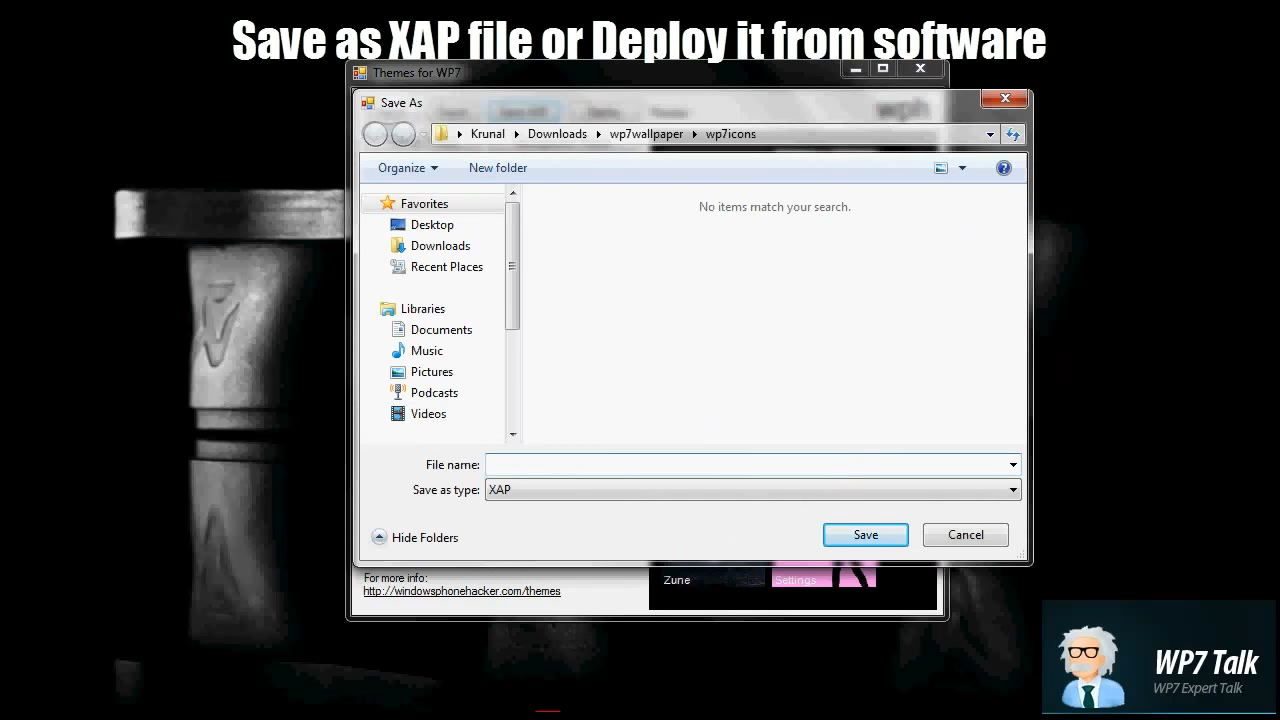 Save as XAP file or Deploy it from software
Themes for WP7
Save As
Krunal
Downloads
wp7wallpaper
wp7icons
Organize
New folder
No items match your search.
Favorites
Desktop
Downloads
Recent Places
Libraries
Documents
Music
Pictures
Podcasts
Videos
File name:
Save as type: XAP
Hide Folders
Save
Cancel
For more info:
http://windowsphonehacker.com/themes
Zune
Settings
WP7 Talk
WP7 Expert Talk